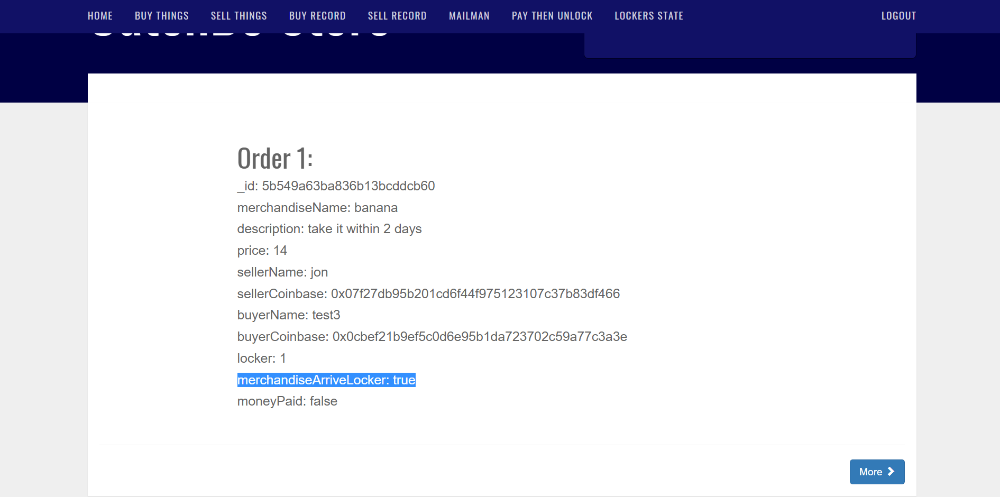 HOME BUY THINGS SELL THINGS BUY RECORD SELL RECORD MAILMAN PAY THEN UNLOCK LOCKERS STATE LOGOUT
Order 1:
_id: 5b549a63ba836b13bcddcb60
merchandiseName: banana
description: take it within 2 days
price: 14
sellerName: jon
sellerCoinbase: 0x07f27db95b201cd6f44f975123107c37b83df466
buyerName: test3
buyerCoinbase: 0x0cbef21b9ef5c0d6e95b1da723702c59a77c3a3e
locker: 1
merchandiseArriveLocker: true
moneyPaid: false
More